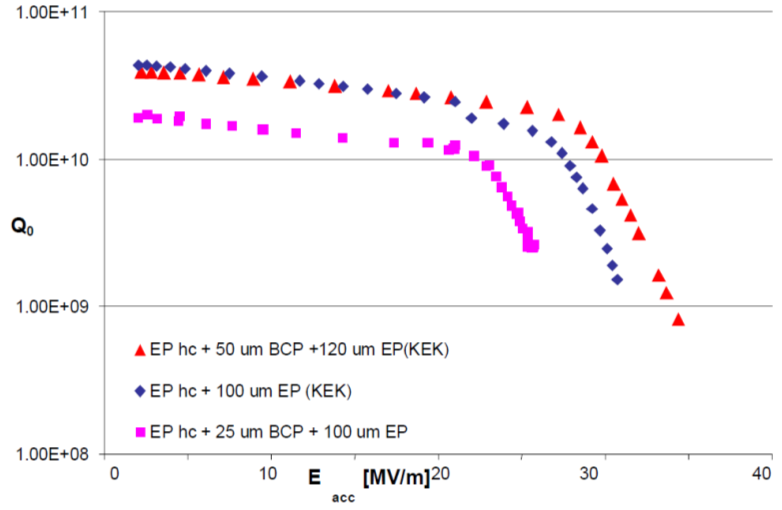 1.00E+11
1.00E+10
Q0
1.00E+09
EP hc + 50 um BCP +120 um EP(KEK)
EP hc + 100 um EP (KEK)
EP hc + 25 um BCP + 100 um EP
1.00E+08
0 10 20 30 40
E acc [MV/m]